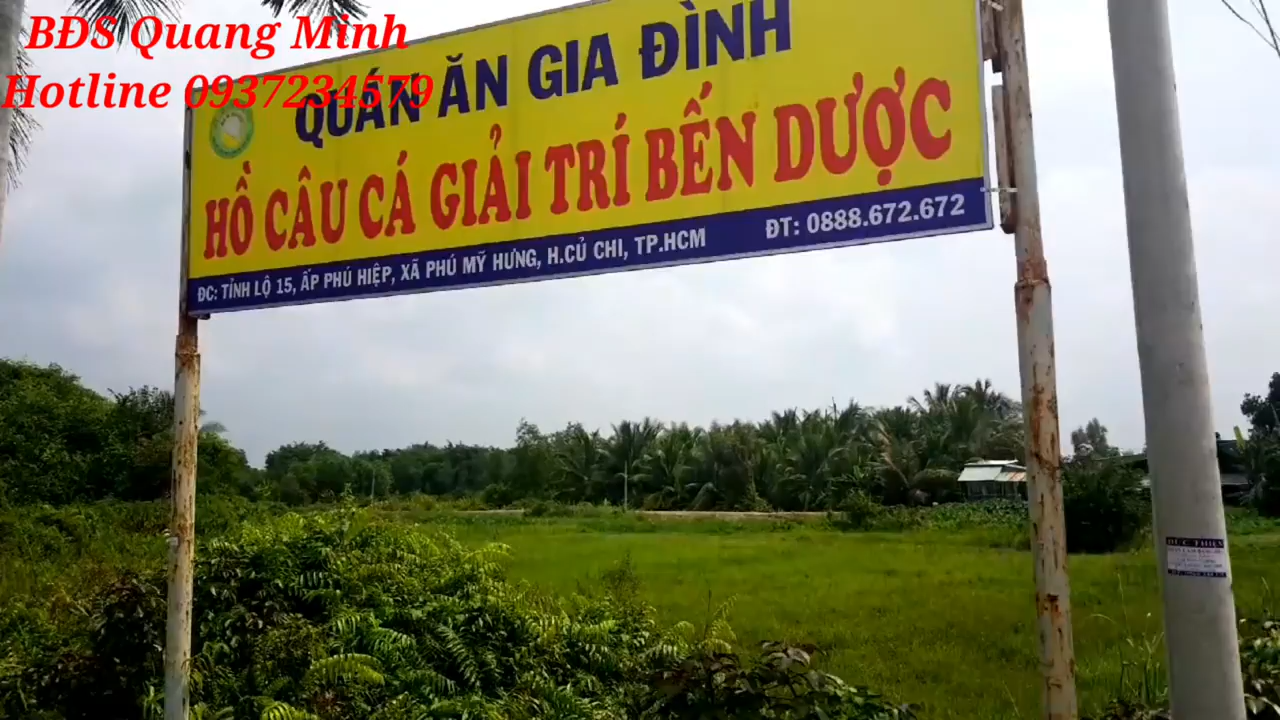 BĐS Quang Minh
Hotline 0937234579
QUÁN ĂN GIA ĐÌNH
HỒ CÂU CÁ GIẢI TRÍ BẾN DƯỢC
ĐC: TỈNH LỘ 15, ẤP PHÚ HIỆP, XÃ PHÚ MỸ HƯNG, H.CỦ CHI, TP.HCM
ĐT: 0888.672.672